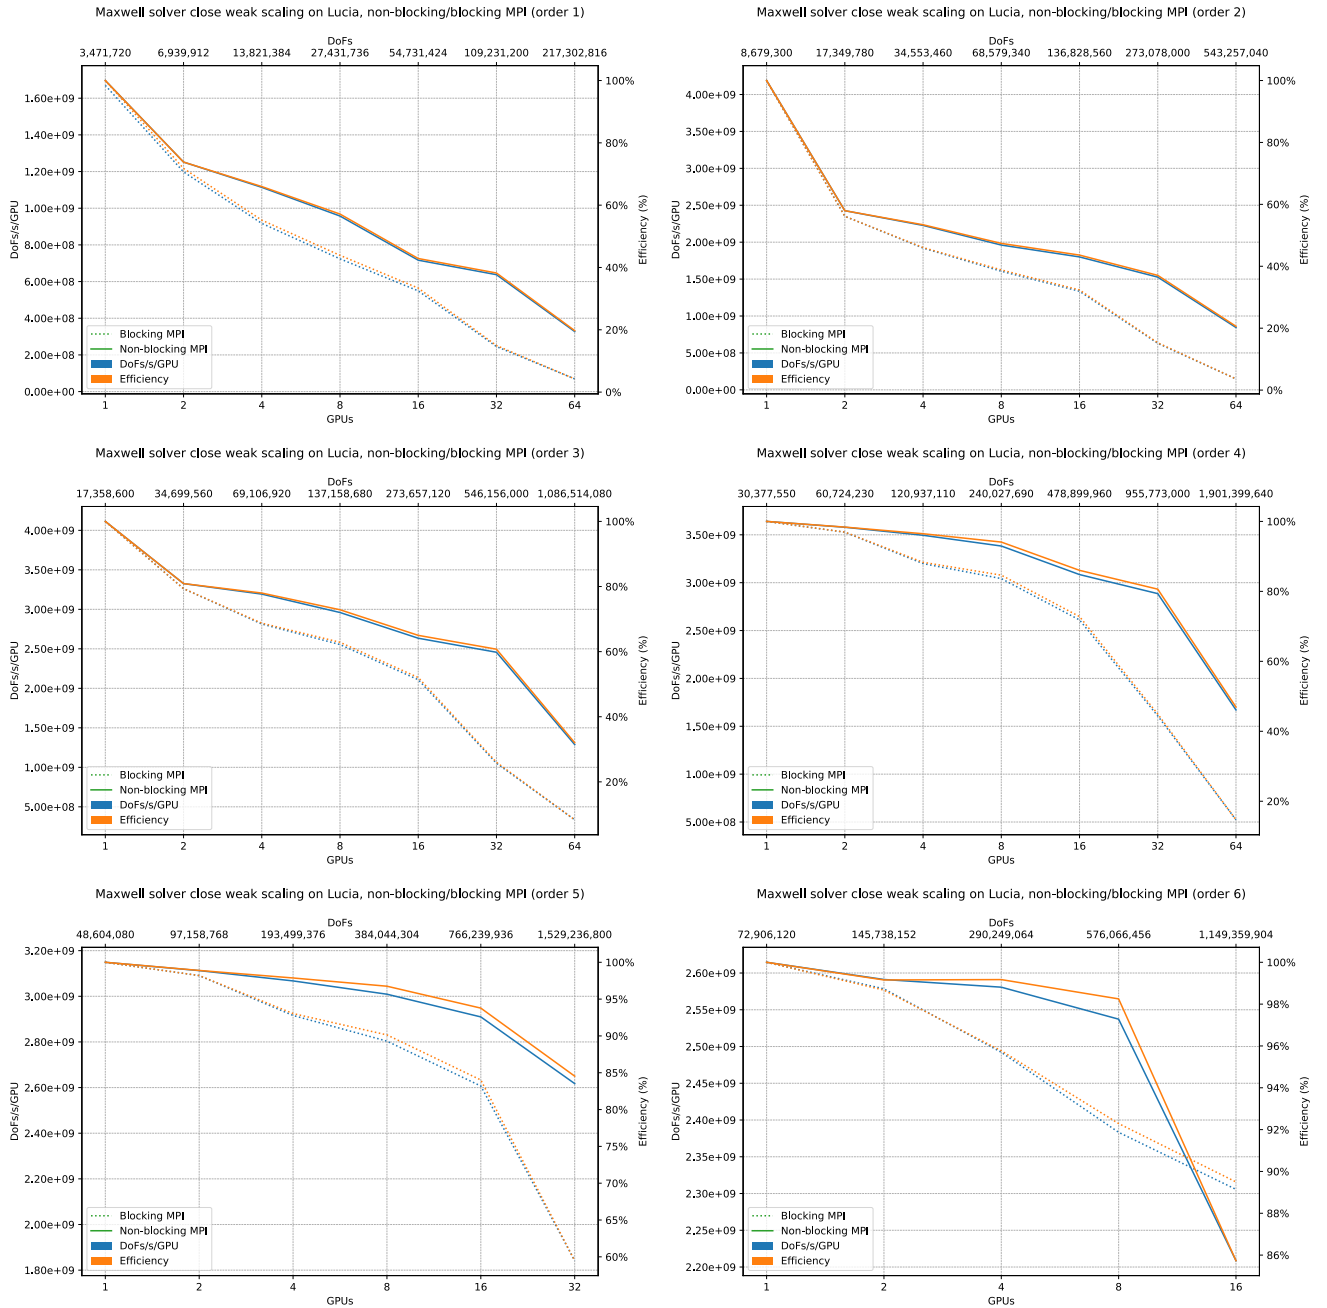 Maxwell solver close weak scaling on Lucia, non-blocking/blocking MPI (order 1)
DoFs
3,471,720 6,939,912 13,821,384 27,431,736 54,731,424 109,231,200 217,302,816
1.60e+09
1.40e+09
1.20e+09
1.00e+09
8.00e+08
6.00e+08
4.00e+08
2.00e+08
0.00e+00
DoFs/s/GPU
100%
80%
60%
40%
20%
0%
Efficiency (%)
Blocking MPI
Non-blocking MPI
DoFs/s/GPU
Efficiency
1 2 4 8 16 32 64
GPUs
Maxwell solver close weak scaling on Lucia, non-blocking/blocking MPI (order 2)
DoFs
8,679,300 17,349,780 34,553,460 68,579,340 136,828,560 273,078,000 543,257,040
4.00e+09
3.50e+09
3.00e+09
2.50e+09
2.00e+09
1.50e+09
1.00e+09
5.00e+08
0.00e+00
DoFs/s/GPU
100%
80%
60%
40%
20%
0%
Efficiency (%)
Blocking MPI
Non-blocking MPI
DoFs/s/GPU
Efficiency
1 2 4 8 16 32 64
GPUs
Maxwell solver close weak scaling on Lucia, non-blocking/blocking MPI (order 3)
DoFs
17,358,600 34,699,560 69,106,920 137,158,680 273,657,120 546,156,000 1,086,514,080
4.00e+09
3.50e+09
3.00e+09
2.50e+09
2.00e+09
1.50e+09
1.00e+09
5.00e+08
DoFs/s/GPU
100%
80%
60%
40%
20%
Efficiency (%)
Blocking MPI
Non-blocking MPI
DoFs/s/GPU
Efficiency
1 2 4 8 16 32 64
GPUs
Maxwell solver close weak scaling on Lucia, non-blocking/blocking MPI (order 4)
DoFs
30,377,550 60,724,230 120,937,110 240,027,690 478,899,960 955,773,000 1,901,399,640
3.50e+09
3.00e+09
2.50e+09
2.00e+09
1.50e+09
1.00e+09
5.00e+08
DoFs/s/GPU
100%
80%
60%
40%
20%
Efficiency (%)
Blocking MPI
Non-blocking MPI
DoFs/s/GPU
Efficiency
1 2 4 8 16 32 64
GPUs
Maxwell solver close weak scaling on Lucia, non-blocking/blocking MPI (order 5)
DoFs
48,604,080 97,158,768 193,499,376 384,044,304 766,239,936 1,529,236,800
3.20e+09
3.00e+09
2.80e+09
2.60e+09
2.40e+09
2.20e+09
2.00e+09
1.80e+09
DoFs/s/GPU
100%
95%
90%
85%
80%
75%
70%
65%
60%
Efficiency (%)
Blocking MPI
Non-blocking MPI
DoFs/s/GPU
Efficiency
1 2 4 8 16 32
GPUs
Maxwell solver close weak scaling on Lucia, non-blocking/blocking MPI (order 6)
DoFs
72,906,120 145,738,152 290,249,064 576,066,456 1,149,359,904
2.60e+09
2.55e+09
2.50e+09
2.45e+09
2.40e+09
2.35e+09
2.30e+09
2.25e+09
2.20e+09
DoFs/s/GPU
100%
98%
96%
94%
92%
90%
88%
86%
Efficiency (%)
Blocking MPI
Non-blocking MPI
DoFs/s/GPU
Efficiency
1 2 4 8 16
GPUs